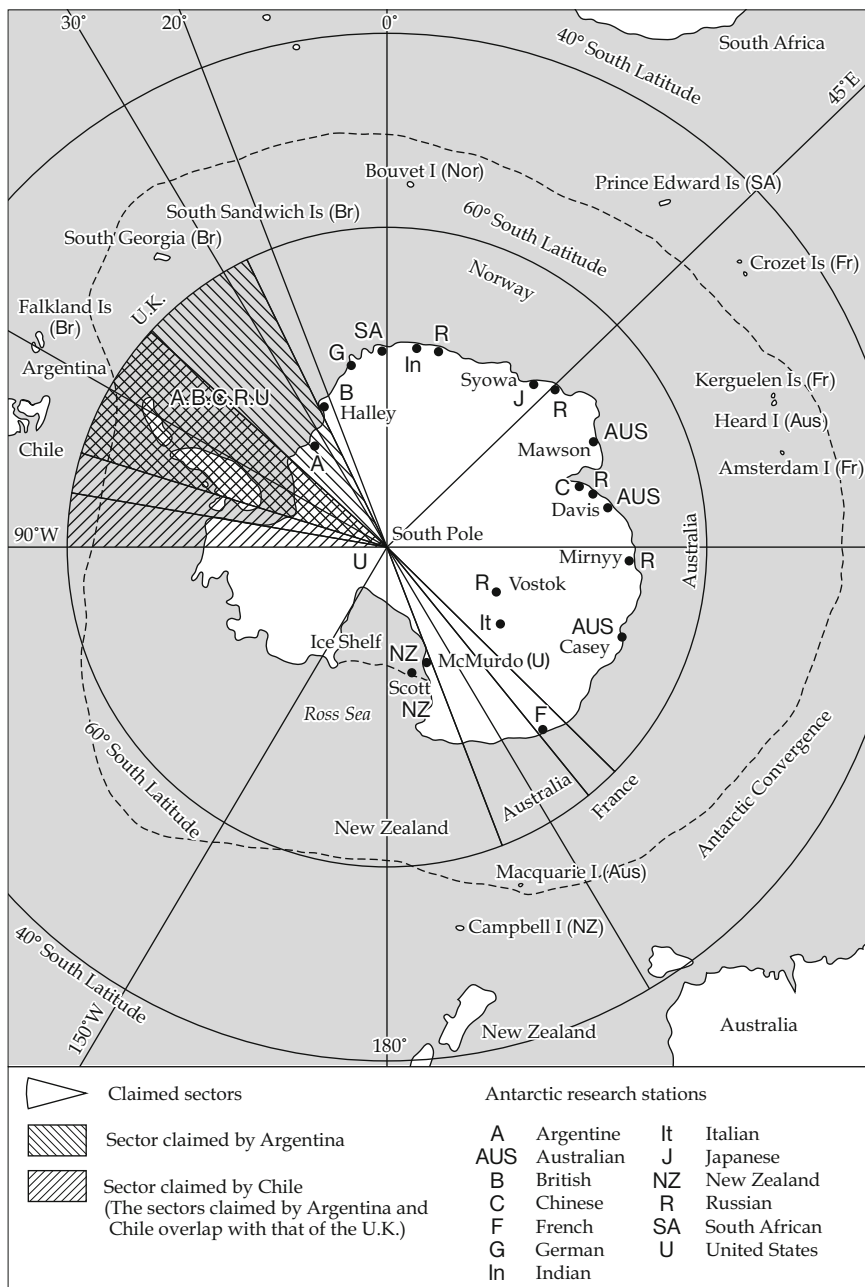 30°
20°
0°
South Africa
40° South Latitude
45°E
Bouvet I (Nor)
Prince Edward Is (SA)
South Sandwich Is (Br)
60° South Latitude
South Georgia (Br)
Crozet Is (Fr)
Norway
U.K.
Falkland Is
(Br)
SA
R
G
In
Argentina
Syowa
J
R
Kerguelen Is (Fr)
A.B.C.R.U
B
Halley
Heard I (Aus)
Chile
A
AUS
Mawson
Amsterdam I (Fr)
C
R
AUS
Davis
90°W
South Pole
Australia
U
Mirnyy
R
R
Vostok
It
AUS
Casey
Ice Shelf
NZ
McMurdo (U)
Scott
Ross Sea
NZ
F
60° South Latitude
Australia
France
Antarctic Convergence
New Zealand
Macquarie I (Aus)
Campbell I (NZ)
40° South Latitude
150°W
180°
New Zealand
Australia
Claimed sectors
Sector claimed by Argentina
Sector claimed by Chile
(The sectors claimed by Argentina and
Chile overlap with that of the U.K.)
Antarctic research stations
A Argentine
AUS Australian
B British
C Chinese
F French
G German
In Indian
It Italian
J Japanese
NZ New Zealand
R Russian
SA South African
U United States